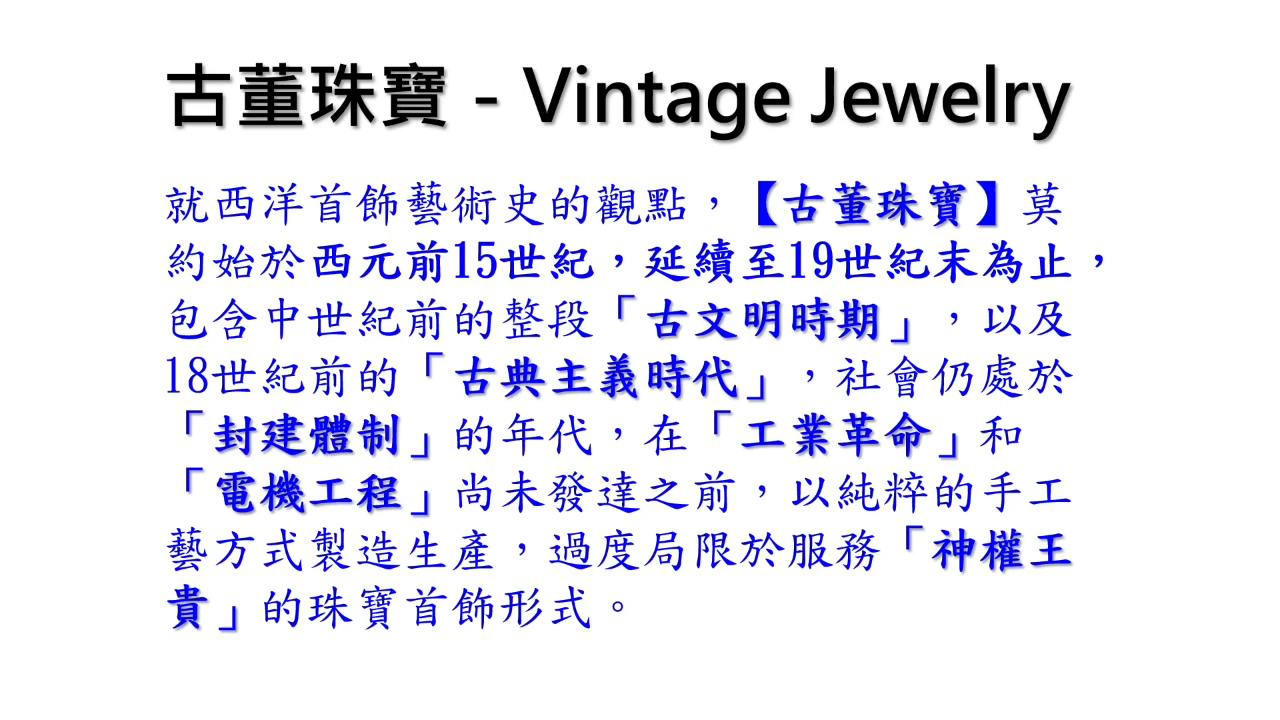 古董珠寶 - Vintage Jewelry
就西洋首飾藝術史的觀點，【古董珠寶】莫
約始於西元前15世紀，延續至19世紀末為止，
包含中世紀前的整段「古文明時期」，以及
18世紀前的「古典主義時代」，社會仍處於
「封建體制」的年代，在「工業革命」和
「電機工程」尚未發達之前，以純粹的手工
藝方式製造生產，過度局限於服務「神權王
貴」的珠寶首飾形式。